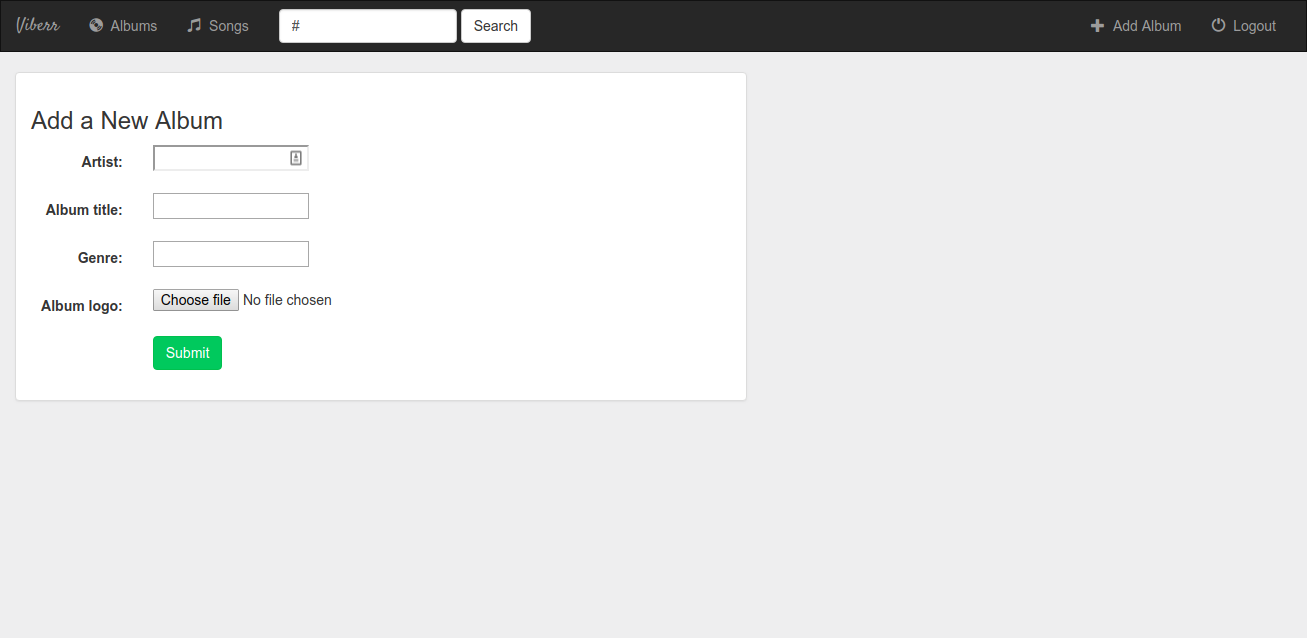 Viberr Albums Songs # Search Add Album Logout
Add a New Album
Artist:
Album title:
Genre:
Album logo: Choose file No file chosen
Submit